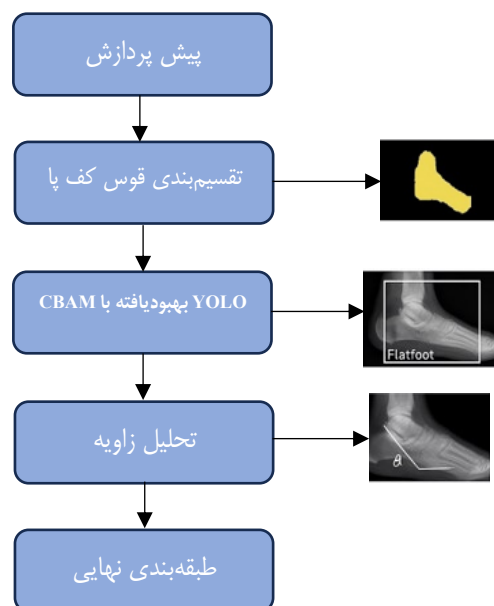 پیش پردازش
تقسیم‌بندی قوس کف پا
YOLO بهبودیافته با CBAM
Flatfoot
تحلیل زاویه
θ
طبقه‌بندی نهایی